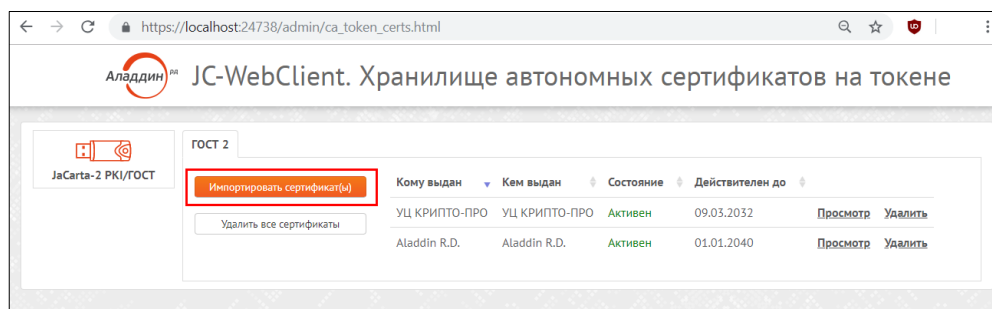 https://localhost:24738/admin/ca_token_certs.html
Аладдин РД
JC-WebClient. Хранилище автономных сертификатов на токене
JaCarta-2 PKI/ГОСТ
ГОСТ 2
Импортировать сертификат(ы)
Удалить все сертификаты
Кому выдан Кем выдан Состояние Действителен до
УЦ КРИПТО-ПРО УЦ КРИПТО-ПРО Активен 09.03.2032 Просмотр Удалить
Aladdin R.D. Aladdin R.D. Активен 01.01.2040 Просмотр Удалить